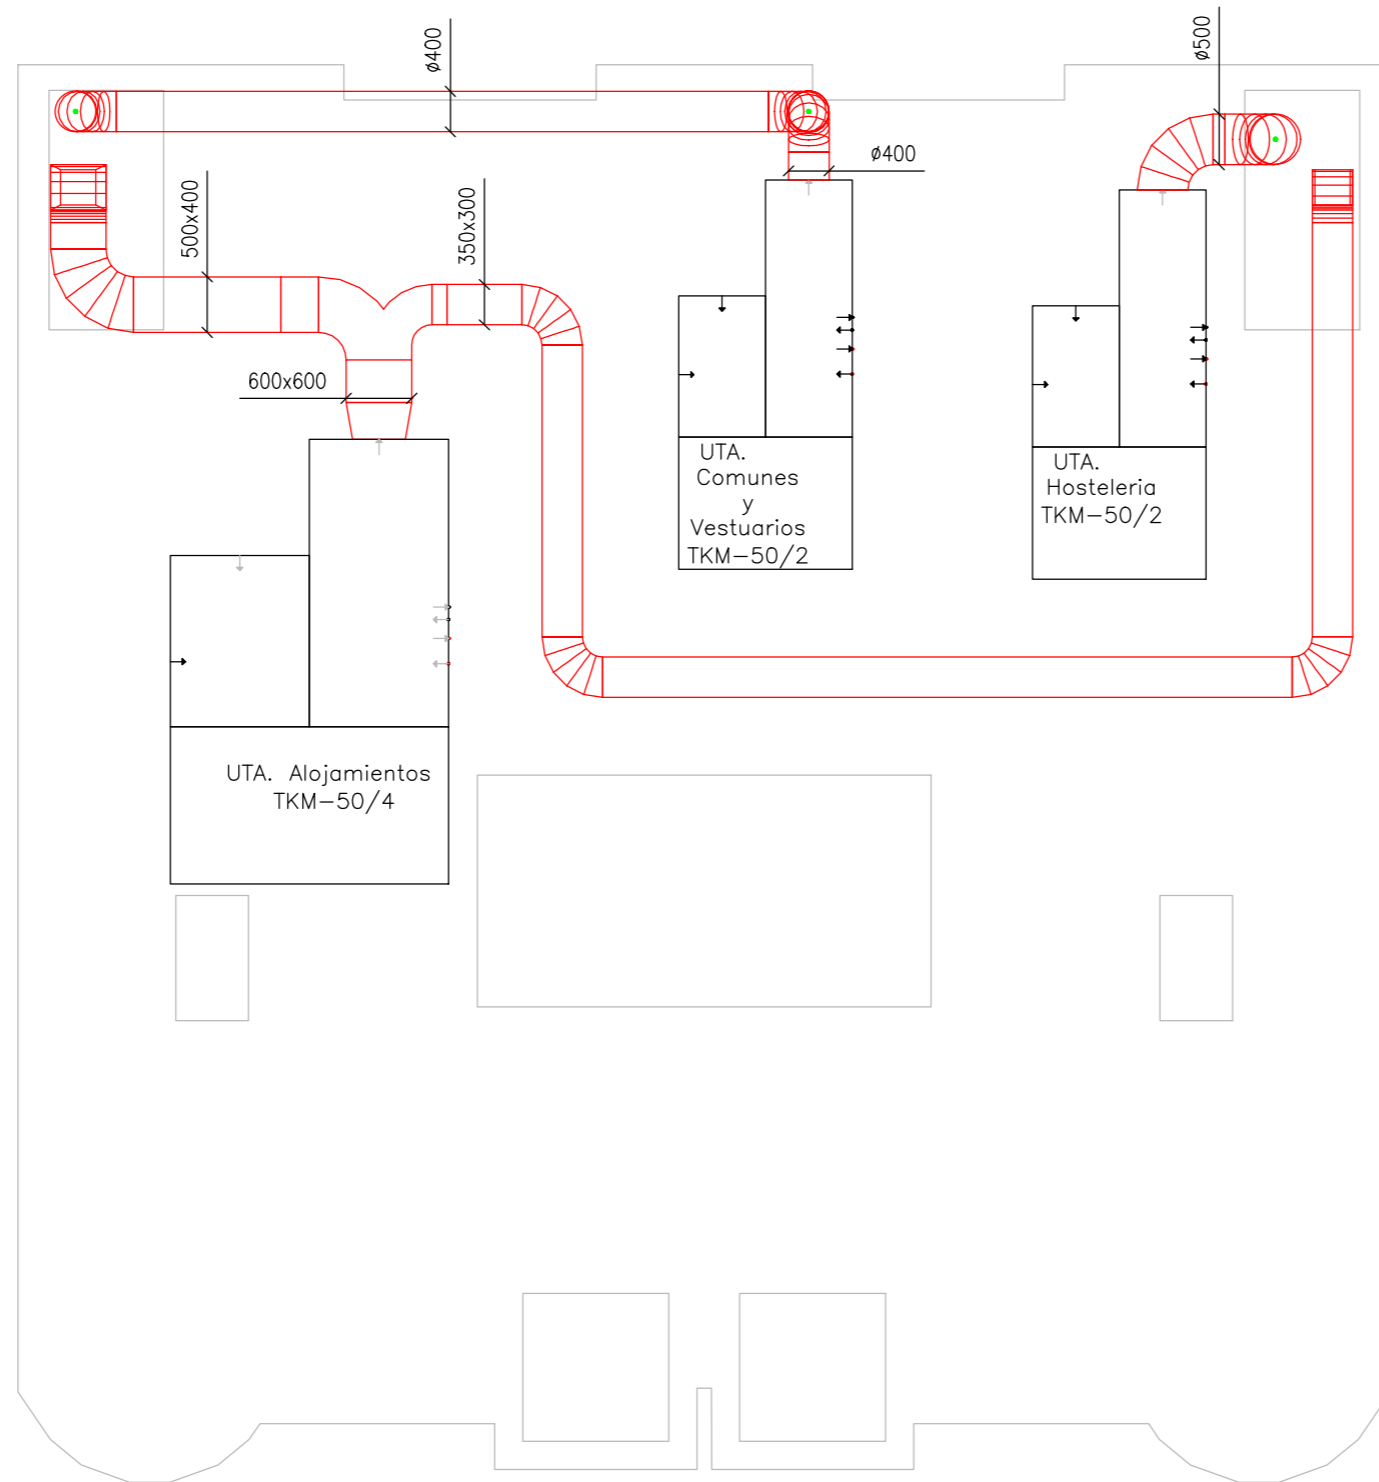 ø400
ø500
ø400
500x400
350x300
600x600
UTA.
Comunes
y
Vestuarios
TKM-50/2
UTA.
Hosteleria
TKM-50/2
UTA. Alojamientos
TKM-50/4